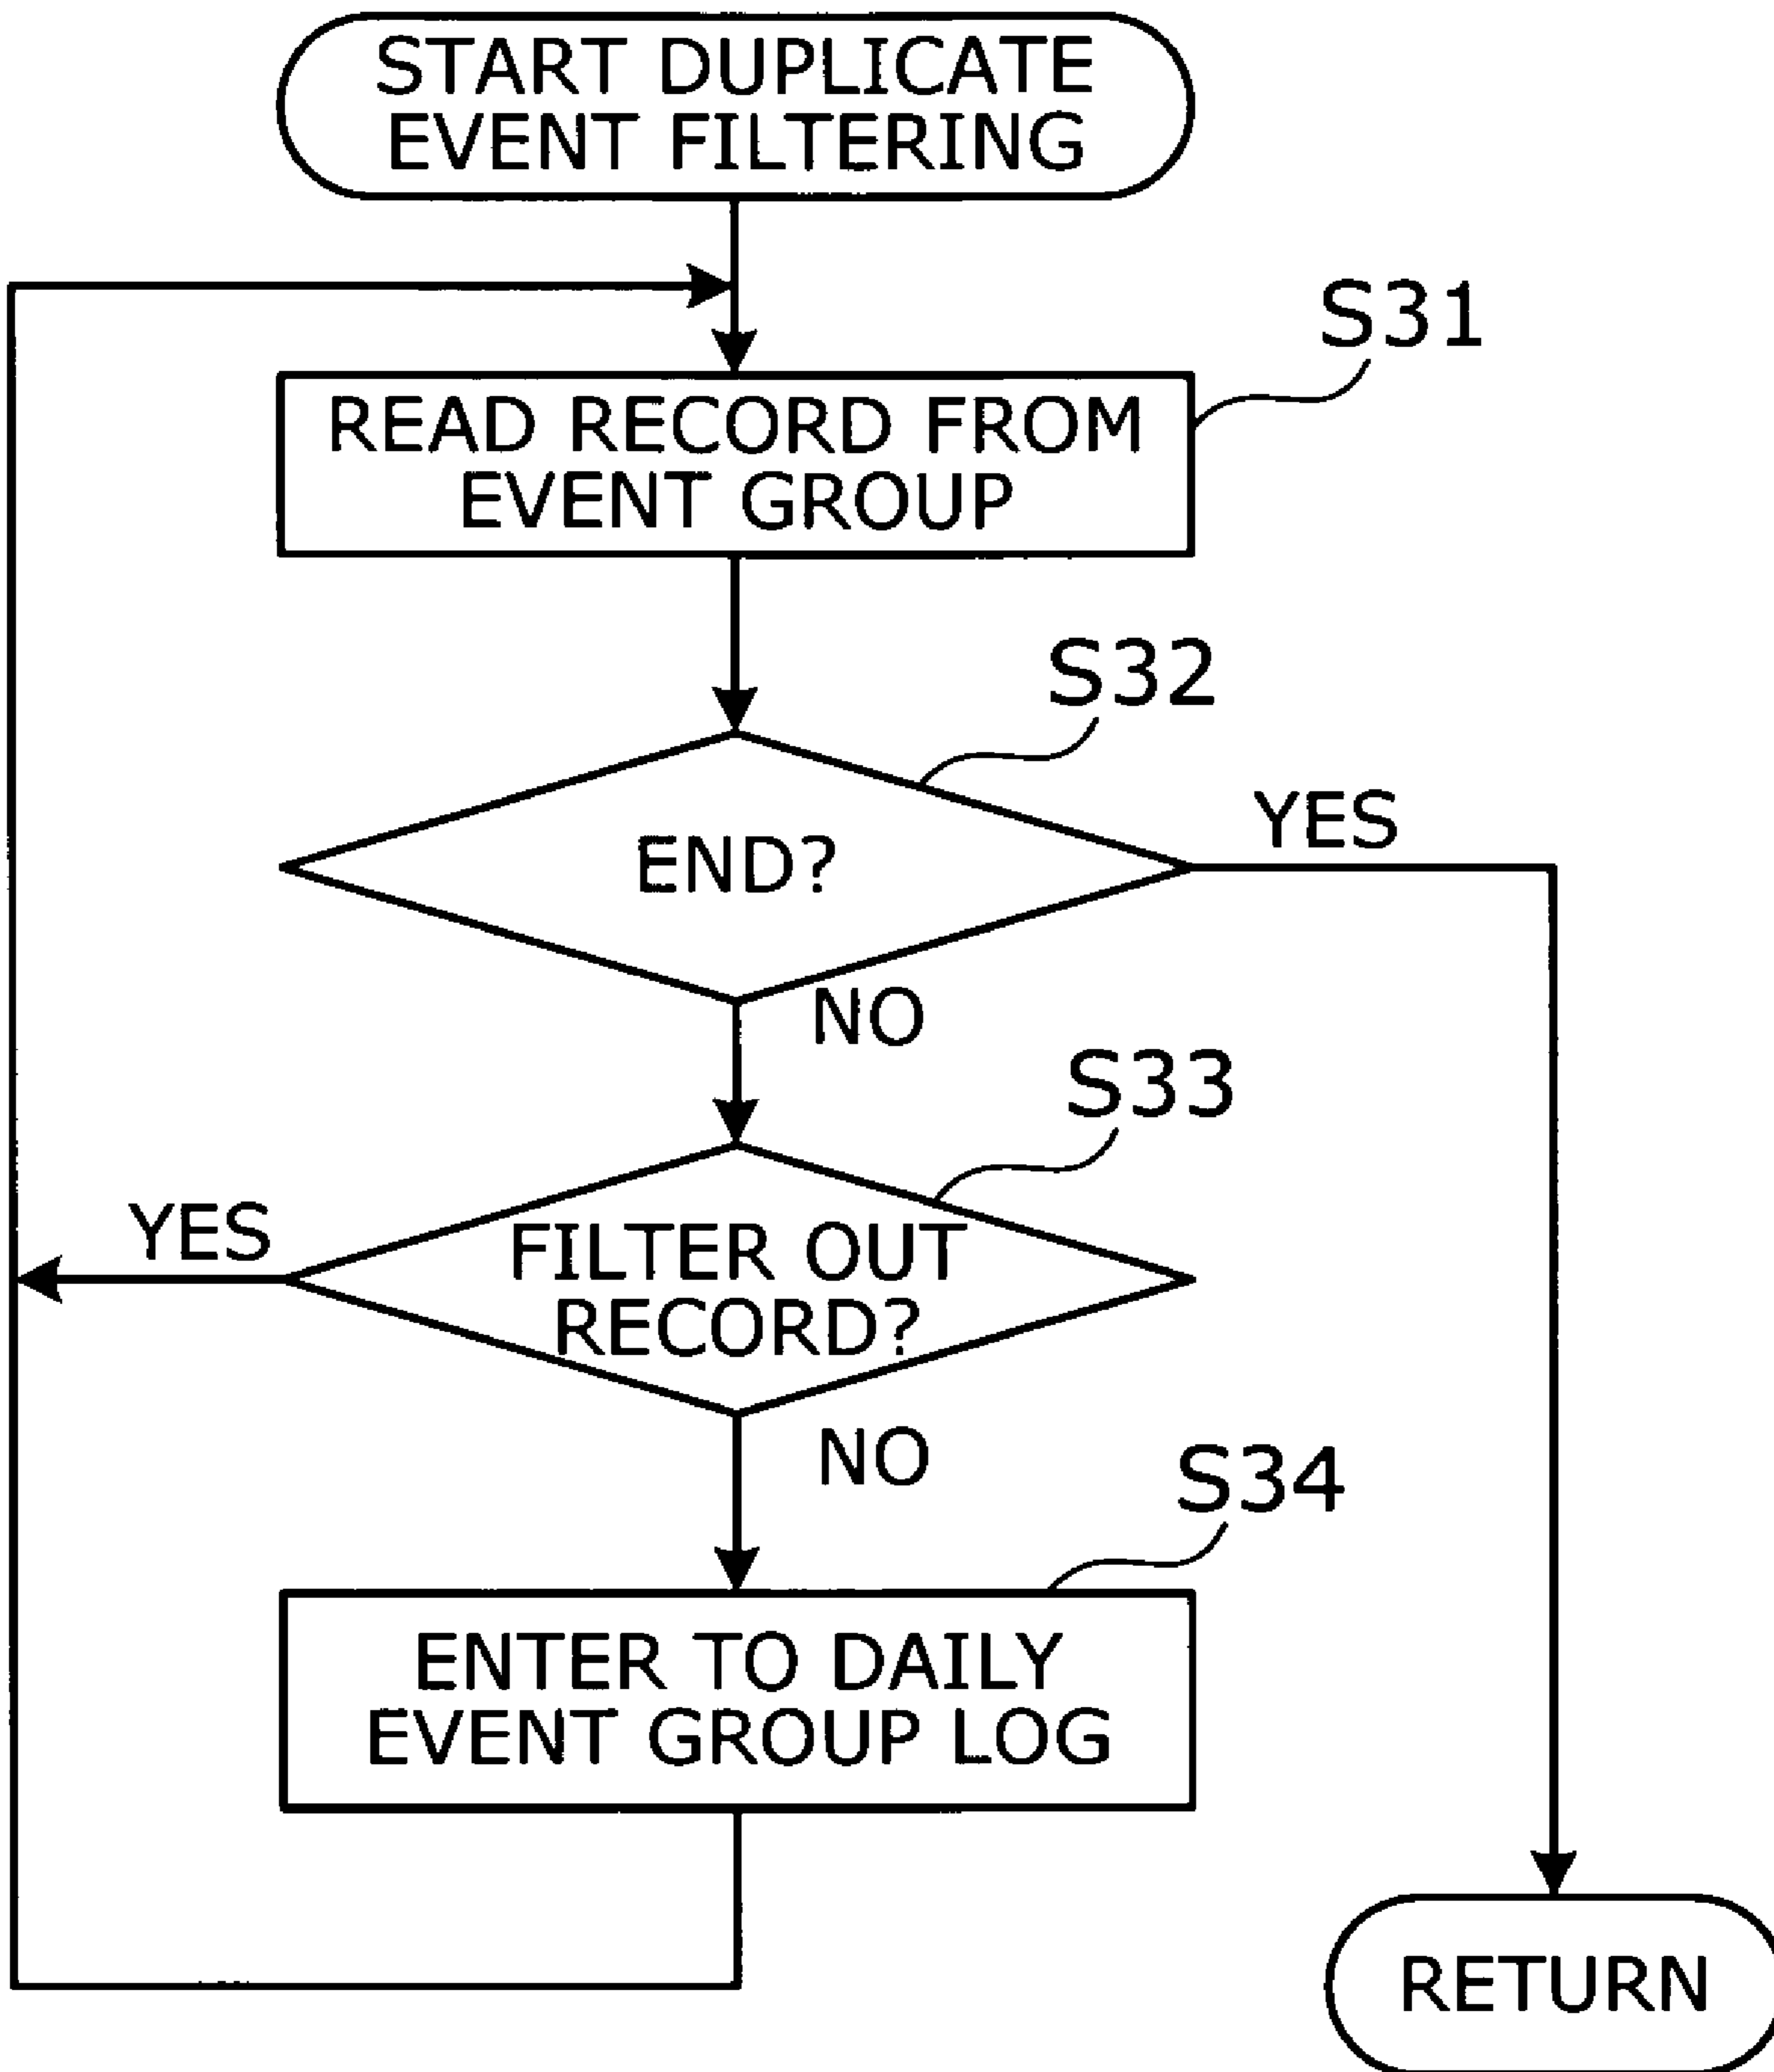 START DUPLICATE
EVENT FILTERING
S31
READ RECORD FROM
EVENT GROUP
S32
END?
YES
NO
S33
YES
FILTER OUT
RECORD?
NO
S34
ENTER TO DAILY
EVENT GROUP LOG
RETURN